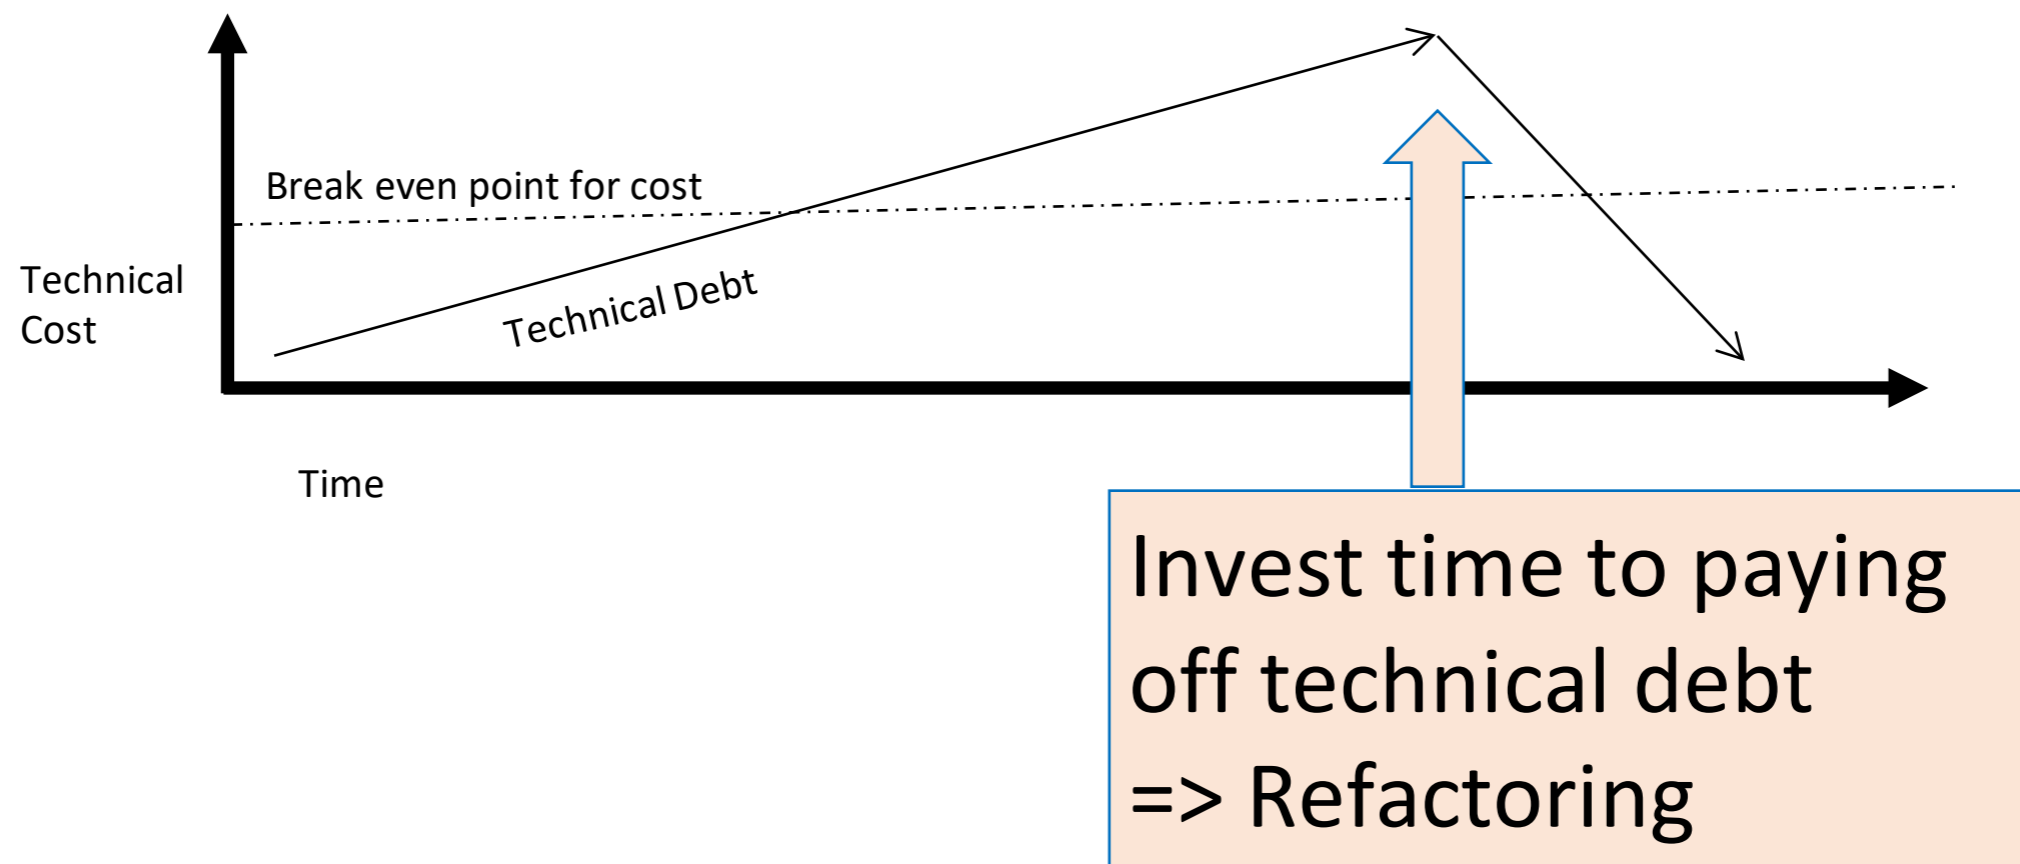 Break even point for cost
Technical
Cost
Technical Debt
Time
Invest time to paying
off technical debt
=> Refactoring